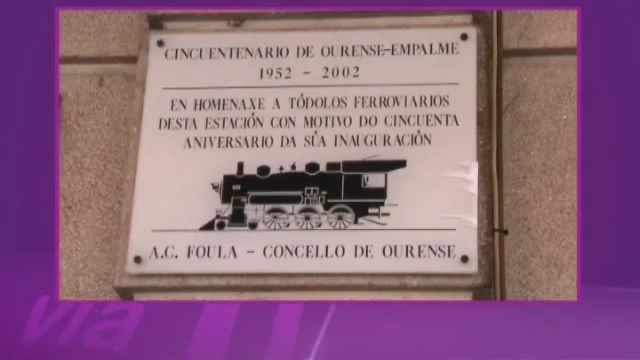 CINCUENTENARIO DE OURENSE-EMPALME
1952 - 2002
EN HOMENAXE A TÓDOLOS FERROVIARIOS
DESTA ESTACIÓN CON MOTIVO DO CINCUENTA
ANIVERSARIO DA SÚA INAUGURACIÓN
A.C. FOULA - CONCELLO DE OURENSE
via